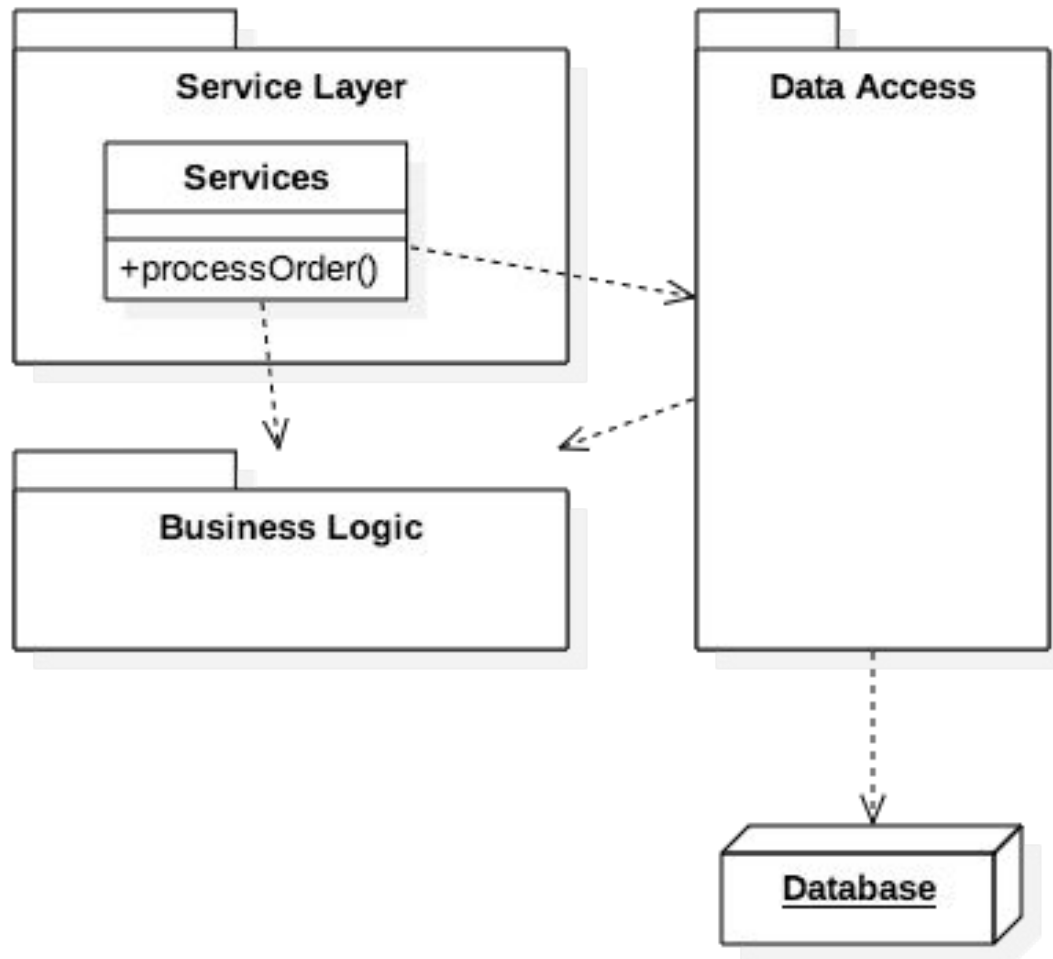 Service Layer
Services
+processOrder()
Data Access
Business Logic
Database